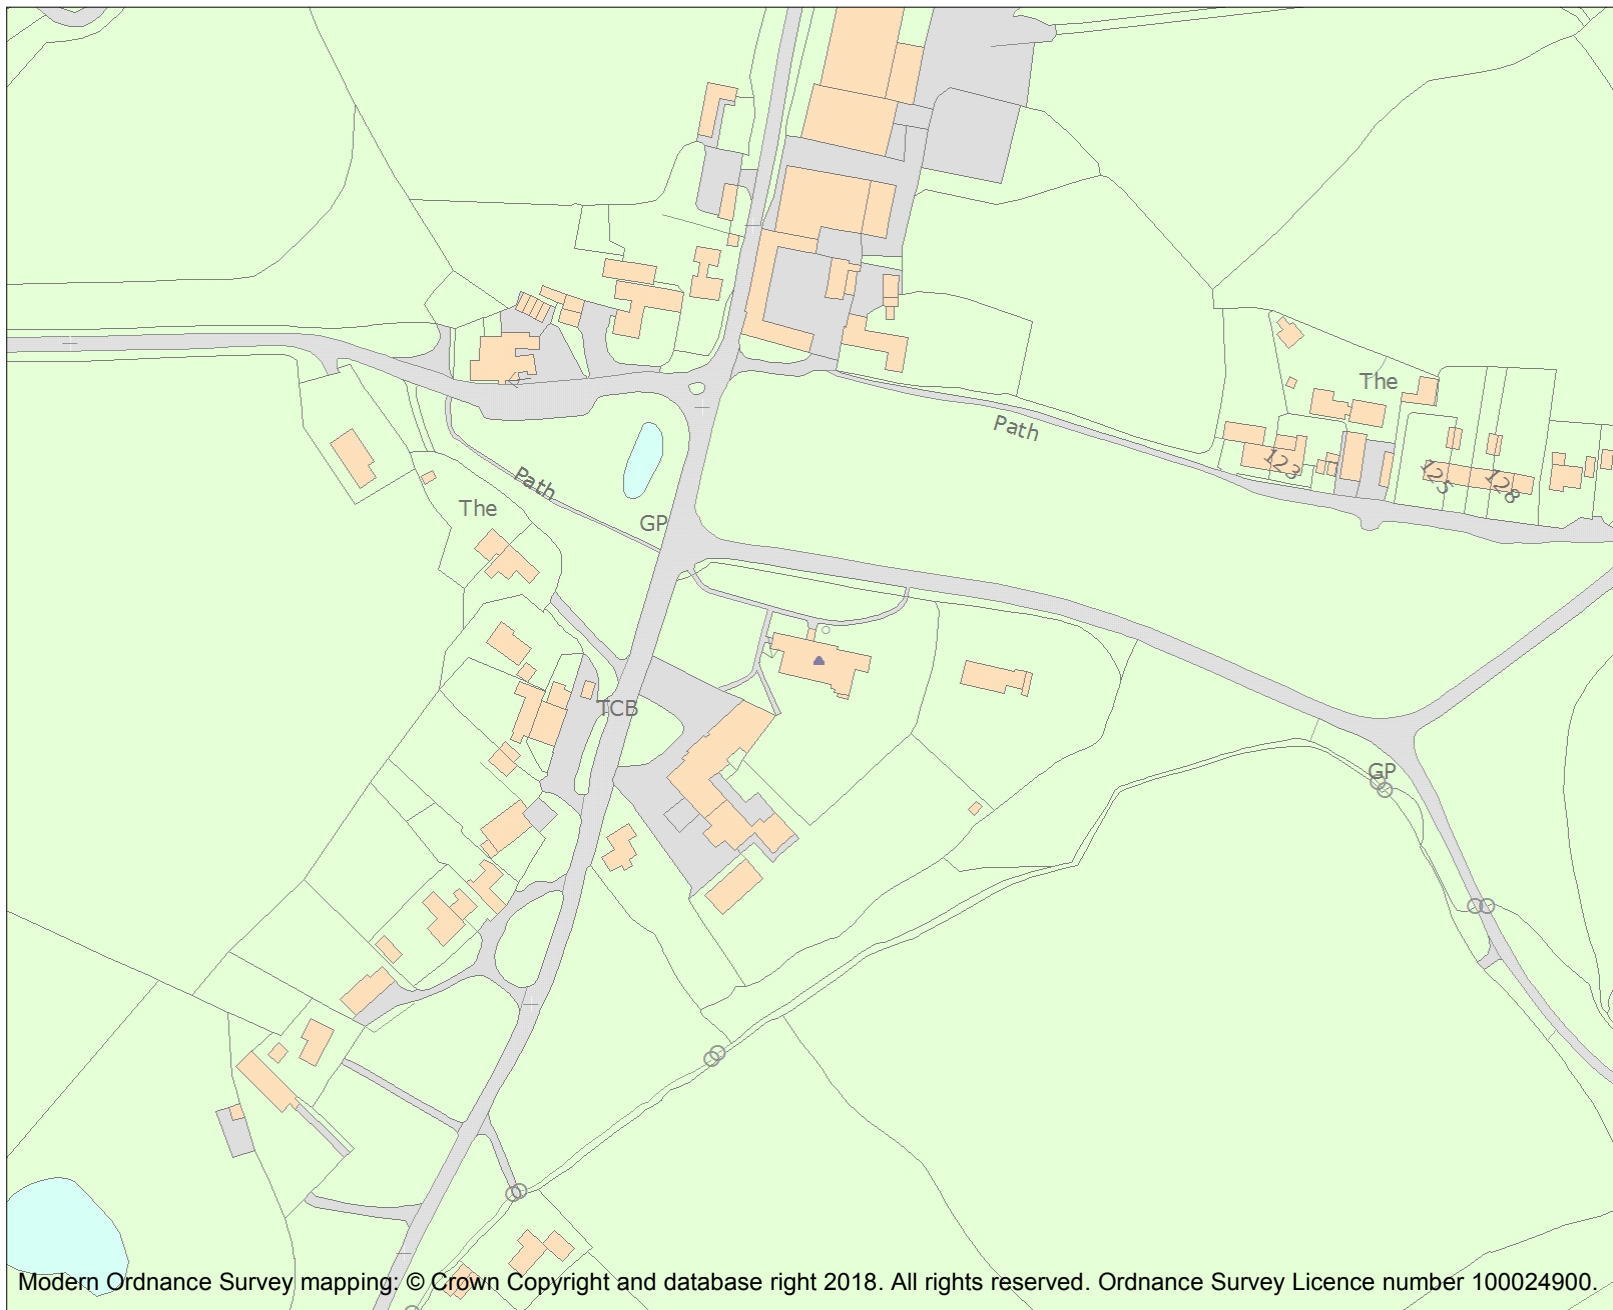 The
Path
123
125
128
Path
The
GP
TCB
GP
Modern Ordnance Survey mapping: © Crown Copyright and database right 2018. All rights reserved. Ordnance Survey Licence number 100024900.